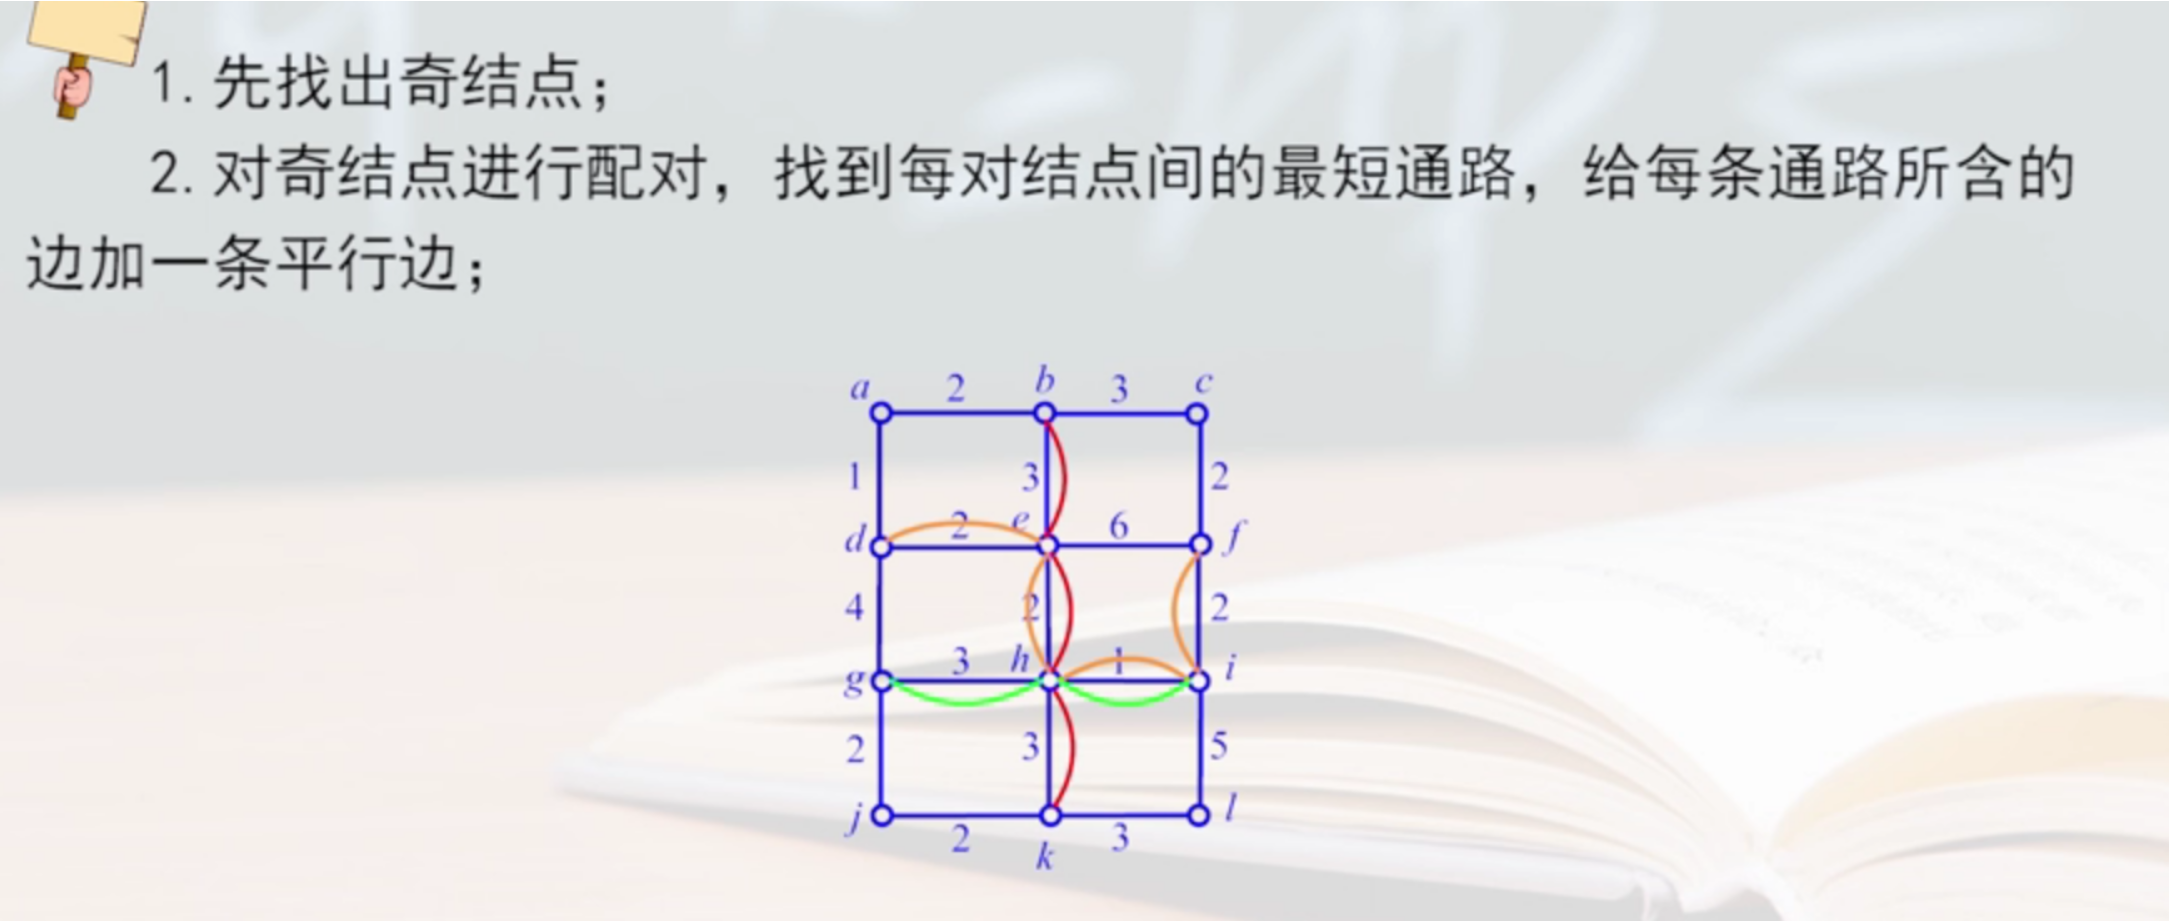 1.先找出奇结点；
2.对奇结点进行配对，找到每对结点间的最短通路，给每条通路所含的
边加一条平行边；
a 2 b 3 c
1 3 2
d 2 e 6 f
4 2 2
g 3 h 1 i
2 3 5
j 2 k 3 l